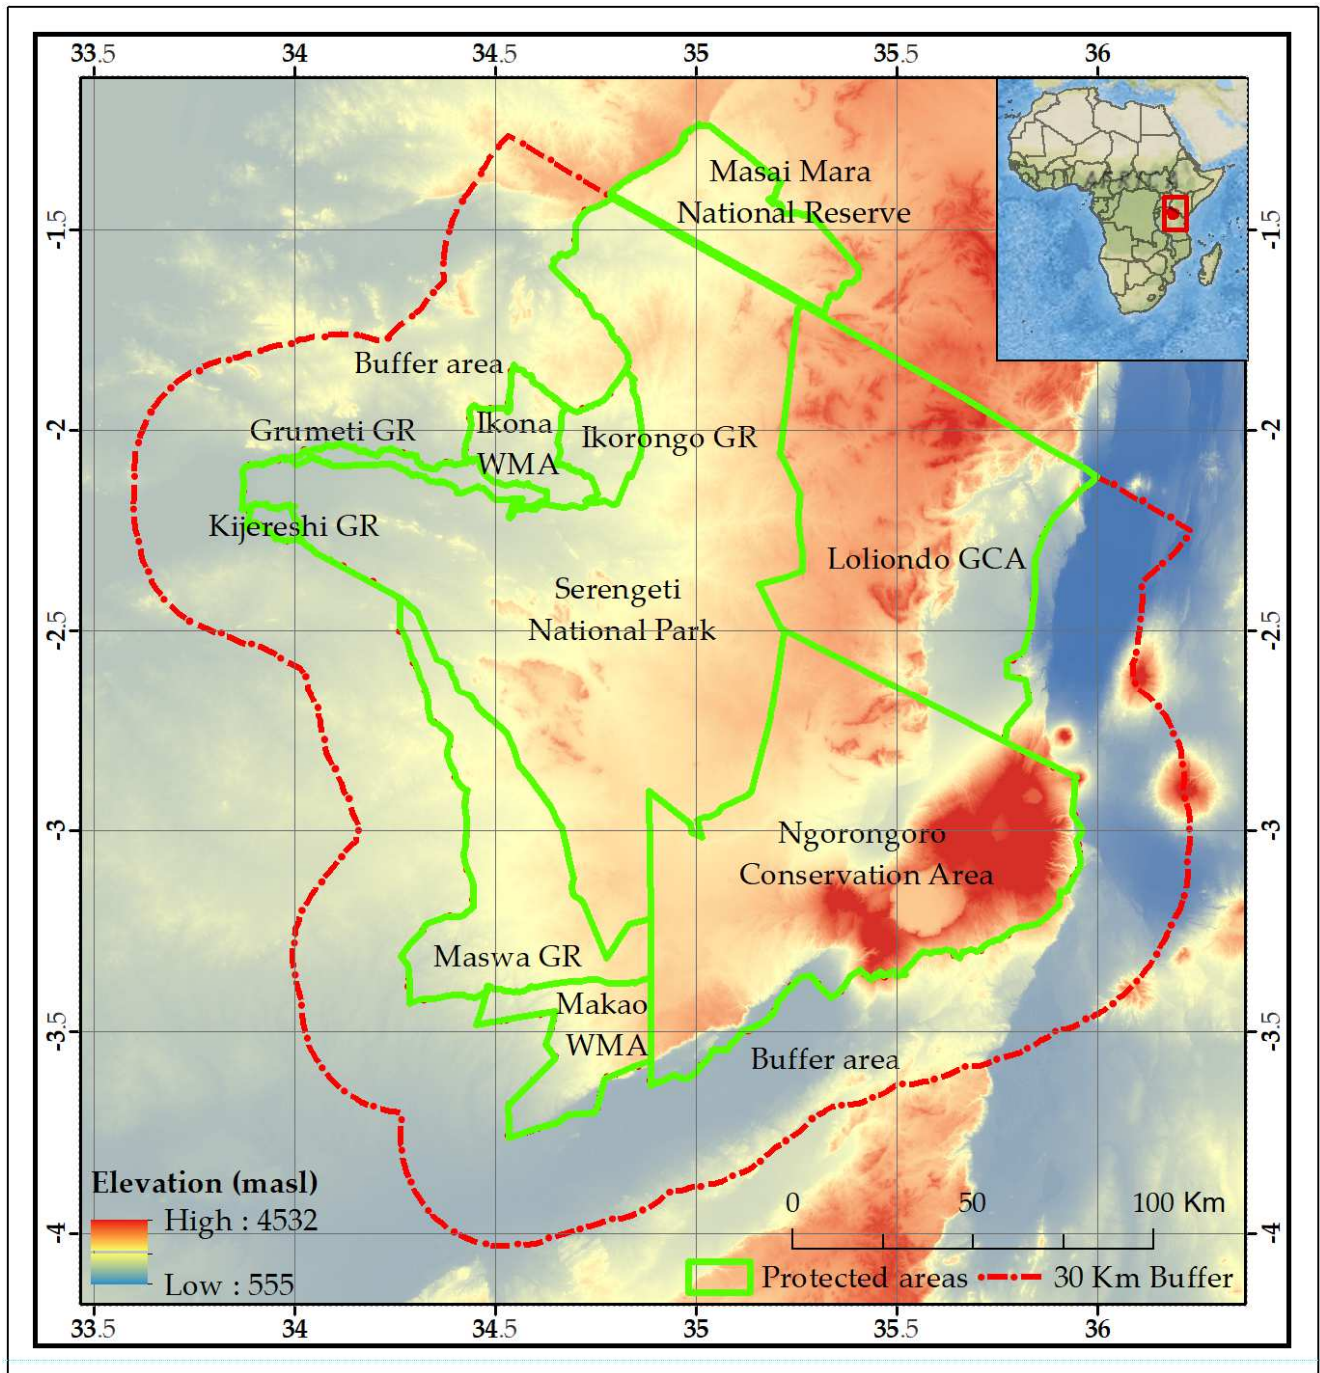 33.5 34 34.5 35 35.5 36
Masai Mara
National Reserve
-1.5 -1.5
Buffer area
Grumeti GR
Ikona
WMA
Ikorongo GR
-2 -2
Kijereshi GR
Loliondo GCA
Serengeti
National Park
-2.5 -2.5
Ngorongoro
Conservation Area
-3 -3
Maswa GR
Makao
WMA
Buffer area
-3.5 -3.5
Elevation (masl)
High : 4532
Low : 555
0 50 100 Km
-4 -4
Protected areas 30 Km Buffer
33.5 34 34.5 35 35.5 36